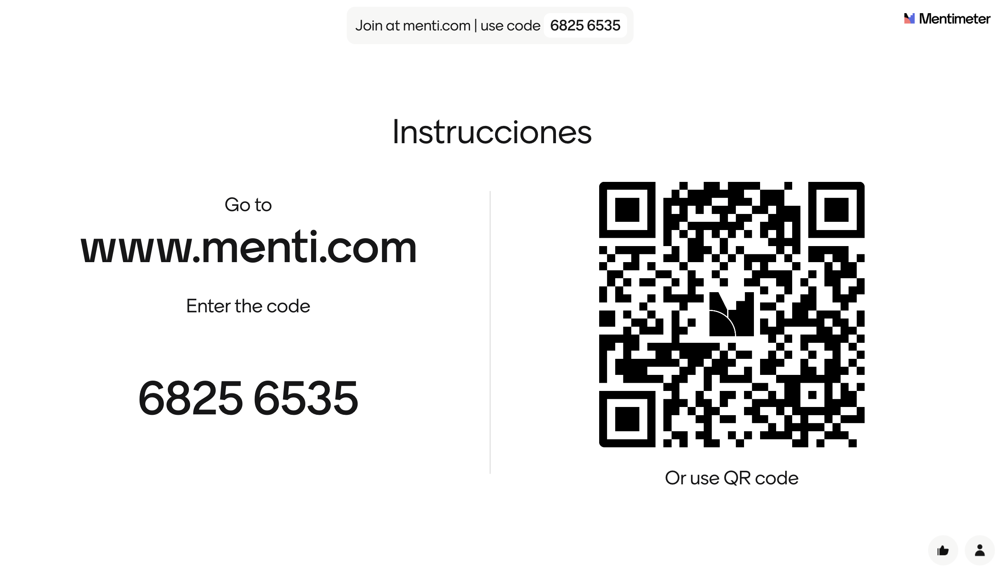 Join at menti.com | use code 6825 6535
Mentimeter
Instrucciones
Go to
www.menti.com
Enter the code
6825 6535
Or use QR code